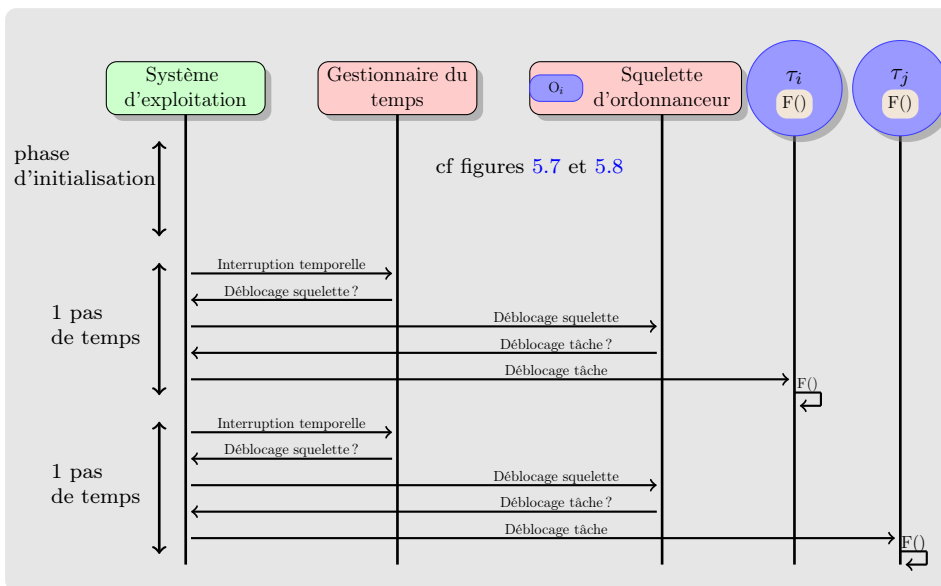 Système
d'exploitation
Gestionnaire du
temps
O_i
Squelette
d'ordonnanceur
τ_i
F()
τ_j
F()
phase
d'initialisation
cf figures 5.7 et 5.8
1 pas
de temps
Interruption temporelle
Déblocage squelette ?
Déblocage squelette
Déblocage tâche ?
Déblocage tâche
F()
1 pas
de temps
Interruption temporelle
Déblocage squelette ?
Déblocage squelette
Déblocage tâche ?
Déblocage tâche
F()